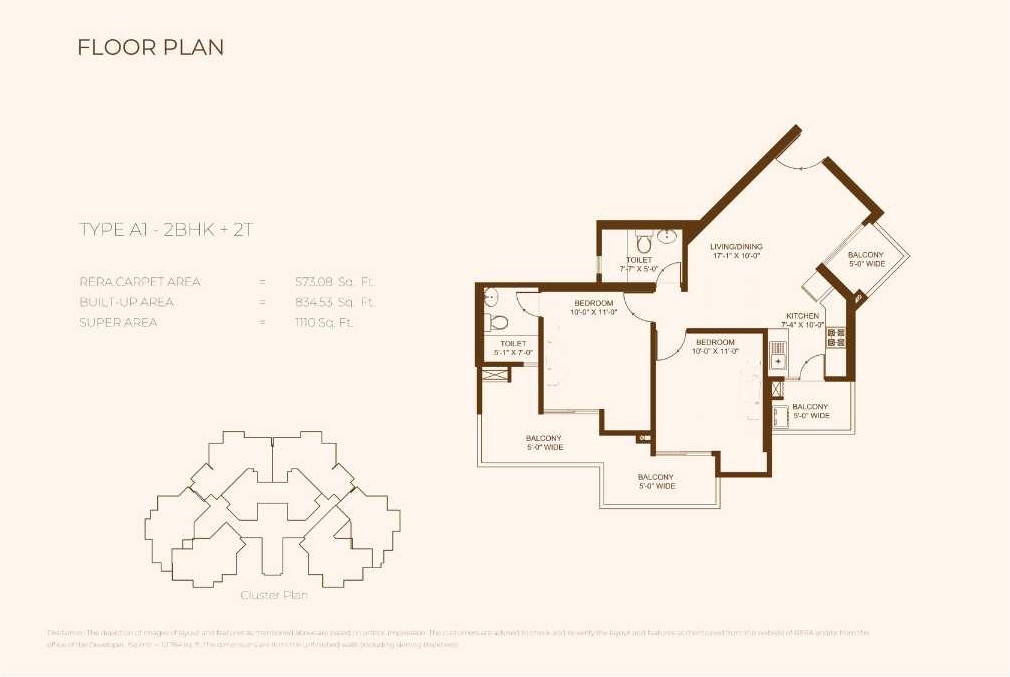 FLOOR PLAN
TYPE A1 - 2BHK + 2T
RERA CARPET AREA = 573.08 Sq. Ft.
BUILT-UP AREA = 834.53 Sq. Ft.
SUPER AREA = 1110 Sq. Ft.
LIVING/DINING
17'-1" X 10'-0"
BALCONY
5'-0" WIDE
TOILET
7'-7" X 5'-0"
BEDROOM
10'-0" X 11'-0"
KITCHEN
7'-4" X 10'-0"
TOILET
5'-1" X 7'-0"
BEDROOM
10'-0" X 11'-0"
BALCONY
5'-0" WIDE
BALCONY
5'-0" WIDE
BALCONY
5'-0" WIDE
Cluster Plan
Disclaimer: The depiction of images of layout and features as mentioned above are based on artistic impression. The customers are advised to check and re-verify the layout and features as mentioned from the website of RERA and/or from the
office of the Developer. 1 sq. mtr. = 10.764 sq. ft. The dimensions are from the unfinished walls (excluding skirting thickness)